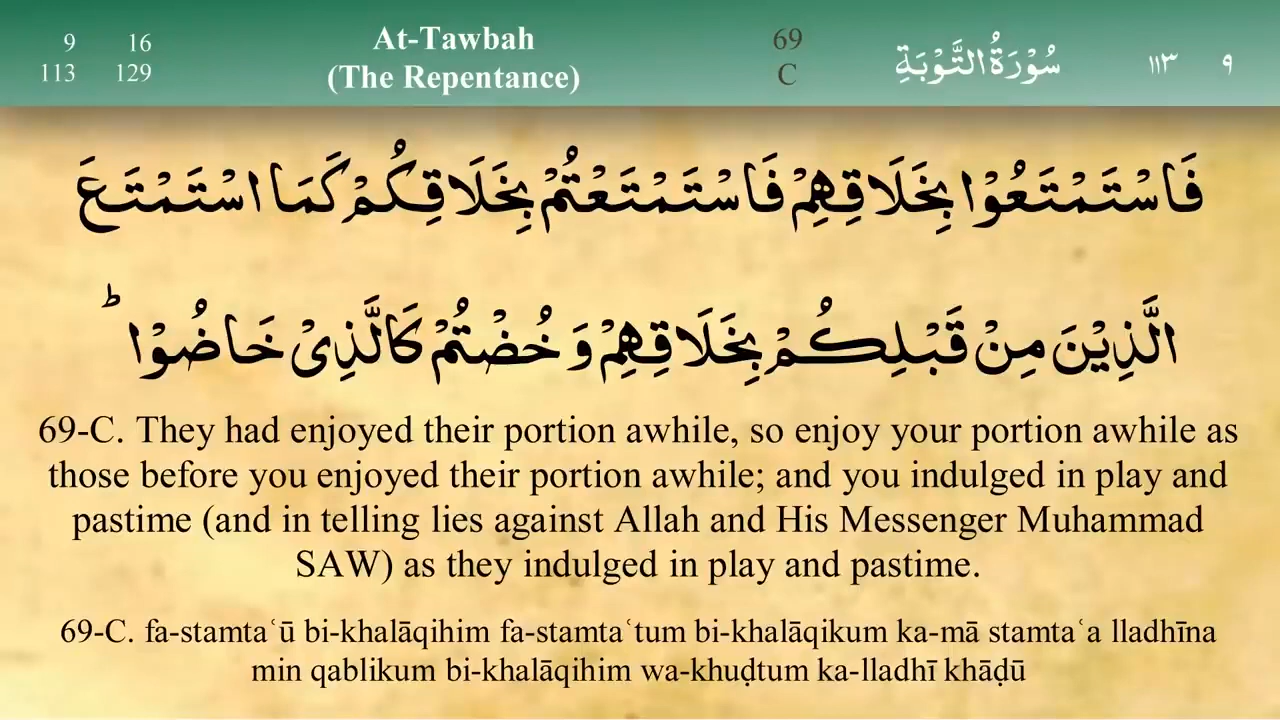 9 16
113 129
At-Tawbah
(The Repentance)
69
C
سُوْرَةُ التَّوْبَةِ
١١٣ ٩
فَاسْتَمْتَعُوْا بِخَلَاقِهِمْ فَاسْتَمْتَعْتُمْ بِخَلَاقِكُمْ كَمَا اسْتَمْتَعَ
الَّذِيْنَ مِنْ قَبْلِكُمْ بِخَلَاقِهِمْ وَ خُضْتُمْ كَالَّذِىْ خَاضُوْا ؕ
69-C. They had enjoyed their portion awhile, so enjoy your portion awhile as
those before you enjoyed their portion awhile; and you indulged in play and
pastime (and in telling lies against Allah and His Messenger Muhammad
SAW) as they indulged in play and pastime.
69-C. fa-stamtaʿū bi-khalāqihim fa-stamtaʿtum bi-khalāqikum ka-mā stamtaʿa lladhīna
min qablikum bi-khalāqihim wa-khuḍtum ka-lladhī khāḍū